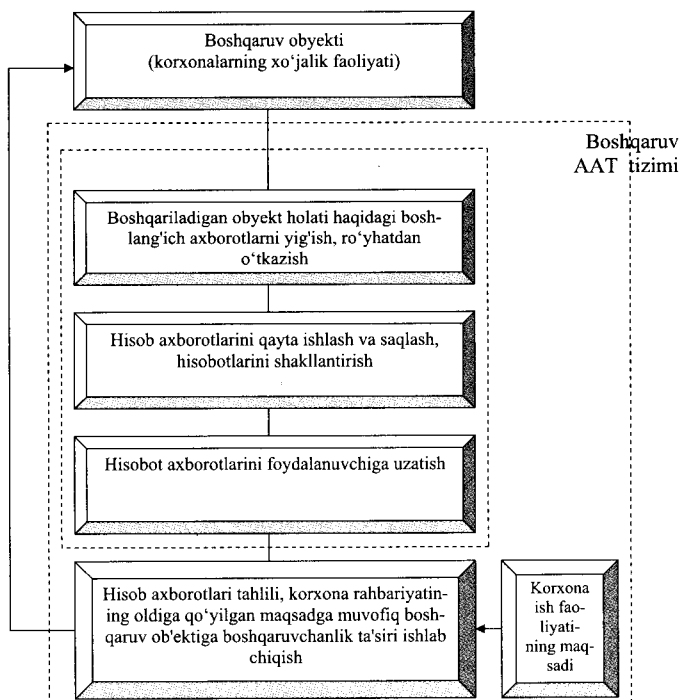 Boshqaruv obyekti
(korxonalarning xo‘jalik faoliyati)
Boshqaruv
AAT tizimi
Boshqariladigan obyekt holati haqidagi bosh-
lang'ich axborotlarni yig'ish, ro‘yhatdan
o‘tkazish
Hisob axborotlarini qayta ishlash va saqlash,
hisobotlarini shakllantirish
Hisobot axborotlarini foydalanuvchiga uzatish
Hisob axborotlari tahlili, korxona rahbariyatin-
ing oldiga qo‘yilgan maqsadga muvofiq bosh-
qaruv ob'ektiga boshqaruvchanlik ta'siri ishlab
chiqish
Korxona
ish fao-
liyati-
ning maq-
sadi